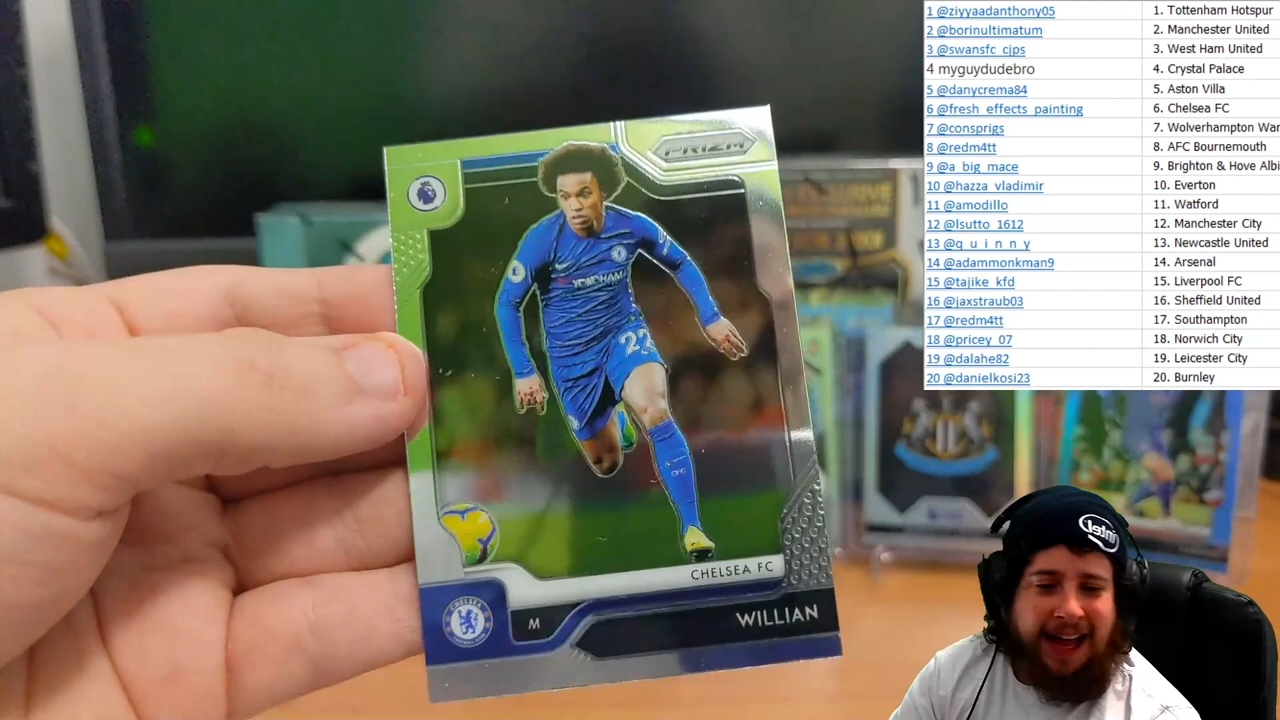 1 @ziyyaadanthony05 1. Tottenham Hotspur
2 @borinultimatum 2. Manchester United
3 @swansfc_cjps 3. West Ham United
4 myguydudebro 4. Crystal Palace
5 @danycrema84 5. Aston Villa
6 @fresh_effects_painting 6. Chelsea FC
7 @consprigs 7. Wolverhampton Wan
8 @redm4tt 8. AFC Bournemouth
9 @a_big_mace 9. Brighton & Hove Albi
10 @hazza_vladimir 10. Everton
11 @amodillo 11. Watford
12 @lsutto_1612 12. Manchester City
13 @q_u_i_n_n_y 13. Newcastle United
14 @adammonkman9 14. Arsenal
15 @tajike_kfd 15. Liverpool FC
16 @jaxstraub03 16. Sheffield United
17 @redm4tt 17. Southampton
18 @pricey_07 18. Norwich City
19 @dalahe82 19. Leicester City
20 @danielkosi23 20. Burnley
PRIZM
YOKOHAMA
22
CHELSEA FC
CHELSEA
M
WILLIAN
intel